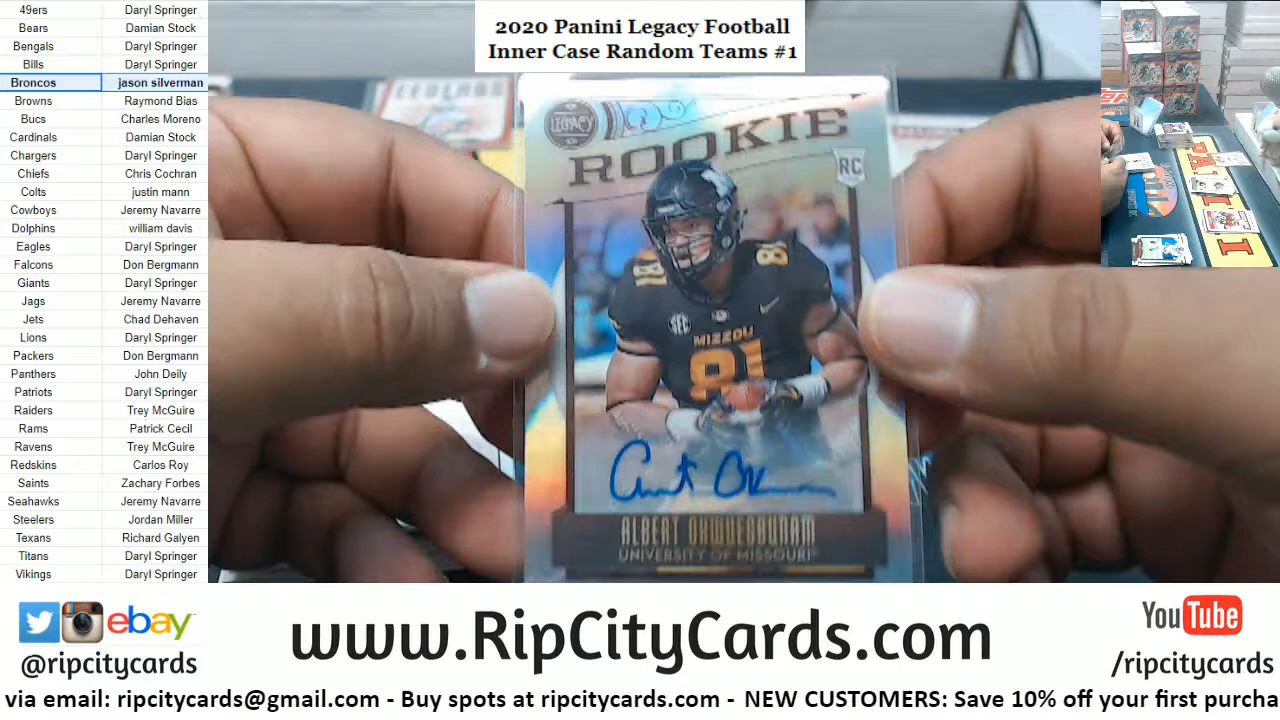 2020 Panini Legacy Football
Inner Case Random Teams #1
49ers Daryl Springer
Bears Damian Stock
Bengals Daryl Springer
Bills Daryl Springer
Broncos jason silverman
Browns Raymond Bias
Bucs Charles Moreno
Cardinals Damian Stock
Chargers Daryl Springer
Chiefs Chris Cochran
Colts justin mann
Cowboys Jeremy Navarre
Dolphins william davis
Eagles Daryl Springer
Falcons Don Bergmann
Giants Daryl Springer
Jags Jeremy Navarre
Jets Chad Dehaven
Lions Daryl Springer
Packers Don Bergmann
Panthers John Deily
Patriots Daryl Springer
Raiders Trey McGuire
Rams Patrick Cecil
Ravens Trey McGuire
Redskins Carlos Roy
Saints Zachary Forbes
Seahawks Jeremy Navarre
Steelers Jordan Miller
Texans Richard Galyen
Titans Daryl Springer
Vikings Daryl Springer
LEGACY
ROOKIE
RC
81
81
SEC
MIZZOU
81
ALBERT OKWUEGBUNAM
UNIVERSITY OF MISSOURI
ebay
@ripcitycards
www.RipCityCards.com
YouTube
/ripcitycards
via email: ripcitycards@gmail.com - Buy spots at ripcitycards.com - NEW CUSTOMERS: Save 10% off your first purcha